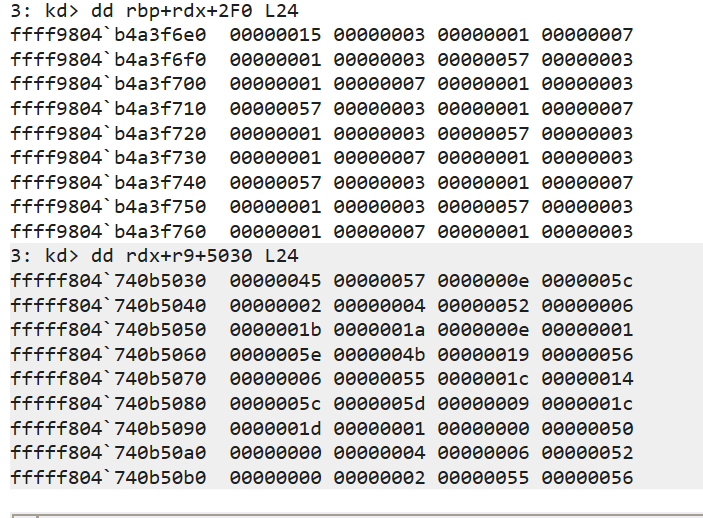 3: kd> dd rbp+rdx+2F0 L24
ffff9804`b4a3f6e0  00000015 00000003 00000001 00000007
ffff9804`b4a3f6f0  00000001 00000003 00000057 00000003
ffff9804`b4a3f700  00000001 00000007 00000001 00000003
ffff9804`b4a3f710  00000057 00000003 00000001 00000007
ffff9804`b4a3f720  00000001 00000003 00000057 00000003
ffff9804`b4a3f730  00000001 00000007 00000001 00000003
ffff9804`b4a3f740  00000057 00000003 00000001 00000007
ffff9804`b4a3f750  00000001 00000003 00000057 00000003
ffff9804`b4a3f760  00000001 00000007 00000001 00000003
3: kd> dd rdx+r9+5030 L24
fffff804`740b5030  00000045 00000057 0000000e 0000005c
fffff804`740b5040  00000002 00000004 00000052 00000006
fffff804`740b5050  0000001b 0000001a 0000000e 00000001
fffff804`740b5060  0000005e 0000004b 00000019 00000056
fffff804`740b5070  00000006 00000055 0000001c 00000014
fffff804`740b5080  0000005c 0000005d 00000009 0000001c
fffff804`740b5090  0000001d 00000001 00000000 00000050
fffff804`740b50a0  00000000 00000004 00000006 00000052
fffff804`740b50b0  00000000 00000002 00000055 00000056